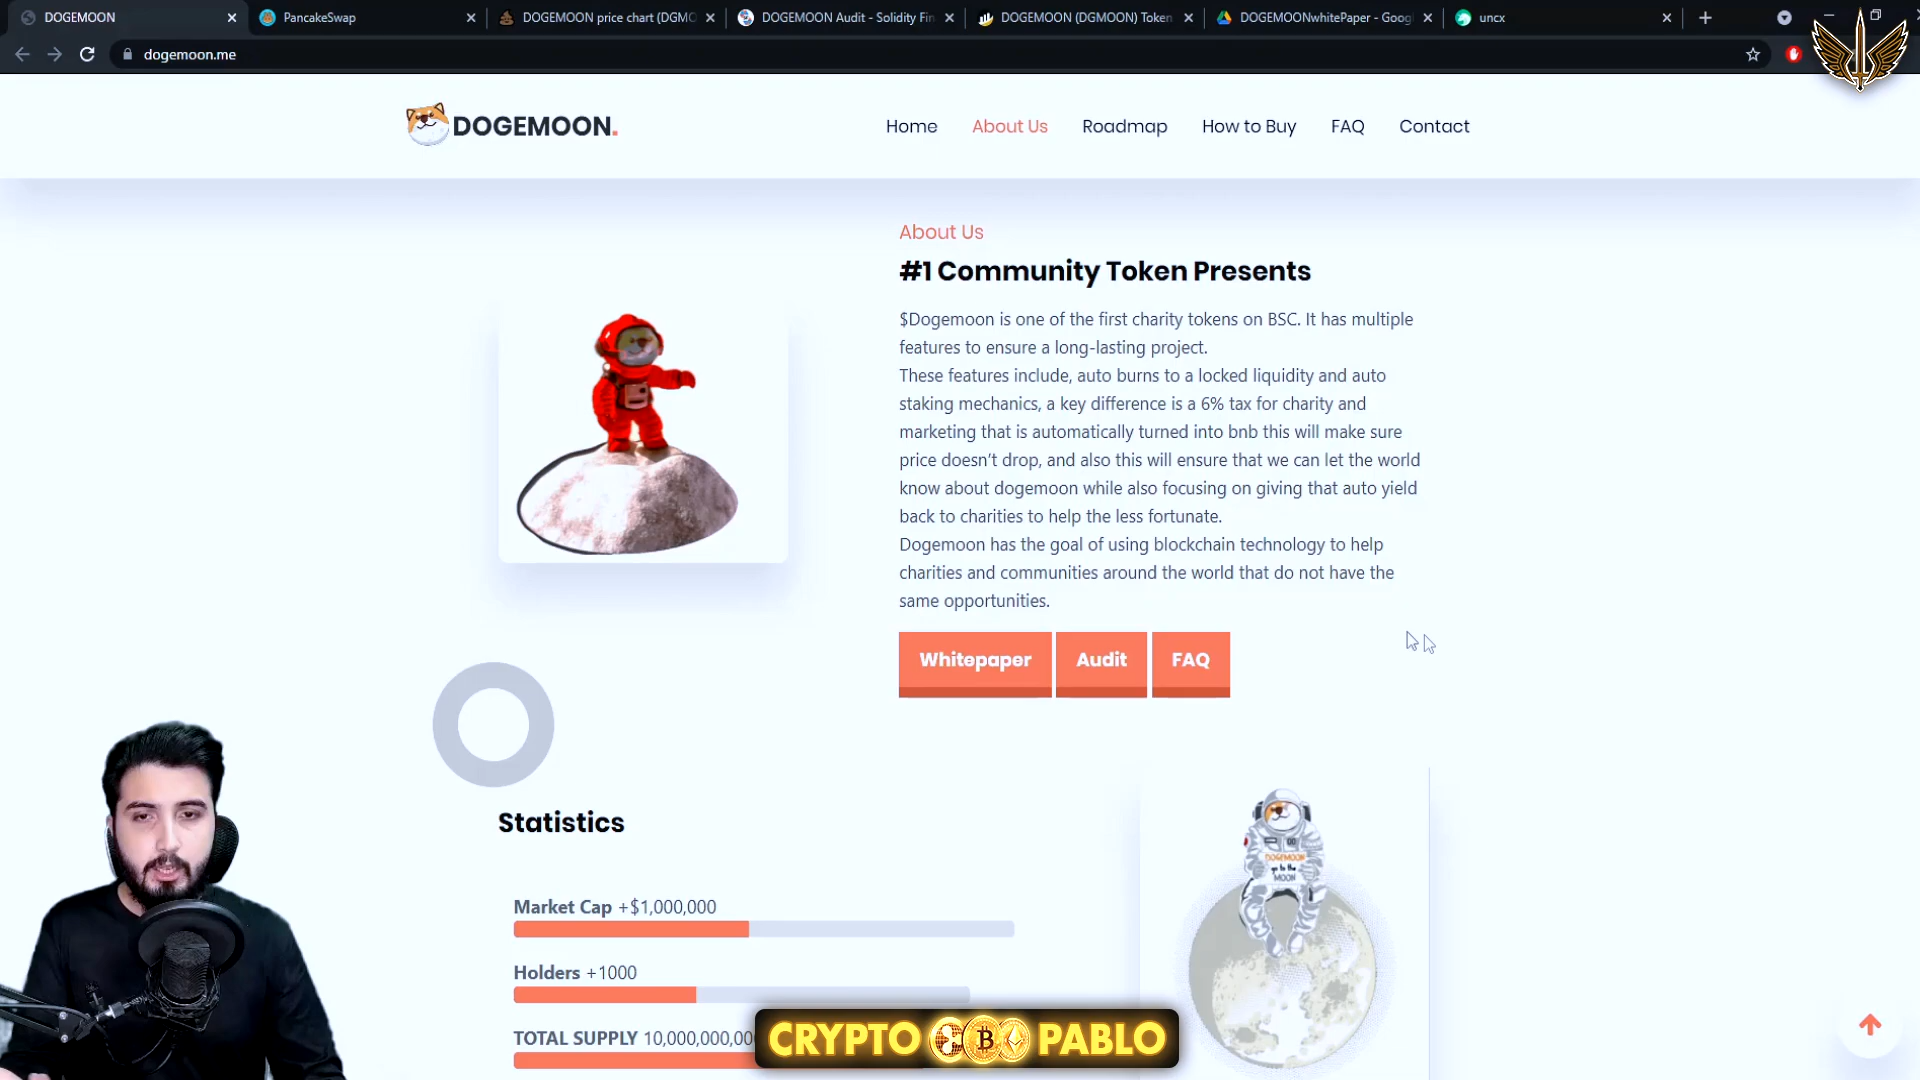 DOGEMOON
PancakeSwap
DOGEMOON price chart (DGMO
DOGEMOON Audit - Solidity Fin
DOGEMOON (DGMOON) Token
DOGEMOONwhitePaper - Goog
uncx
dogemoon.me
DOGEMOON.
Home
About Us
Roadmap
How to Buy
FAQ
Contact
About Us
#1 Community Token Presents
$Dogemoon is one of the first charity tokens on BSC. It has multiple
features to ensure a long-lasting project.
These features include, auto burns to a locked liquidity and auto
staking mechanics, a key difference is a 6% tax for charity and
marketing that is automatically turned into bnb this will make sure
price doesn't drop, and also this will ensure that we can let the world
know about dogemoon while also focusing on giving that auto yield
back to charities to help the less fortunate.
Dogemoon has the goal of using blockchain technology to help
charities and communities around the world that do not have the
same opportunities.
Whitepaper
Audit
FAQ
Statistics
Market Cap +$1,000,000
Holders +1000
TOTAL SUPPLY 10,000,000,00
DOGEMOON
go to the
MOON
CRYPTO PABLO